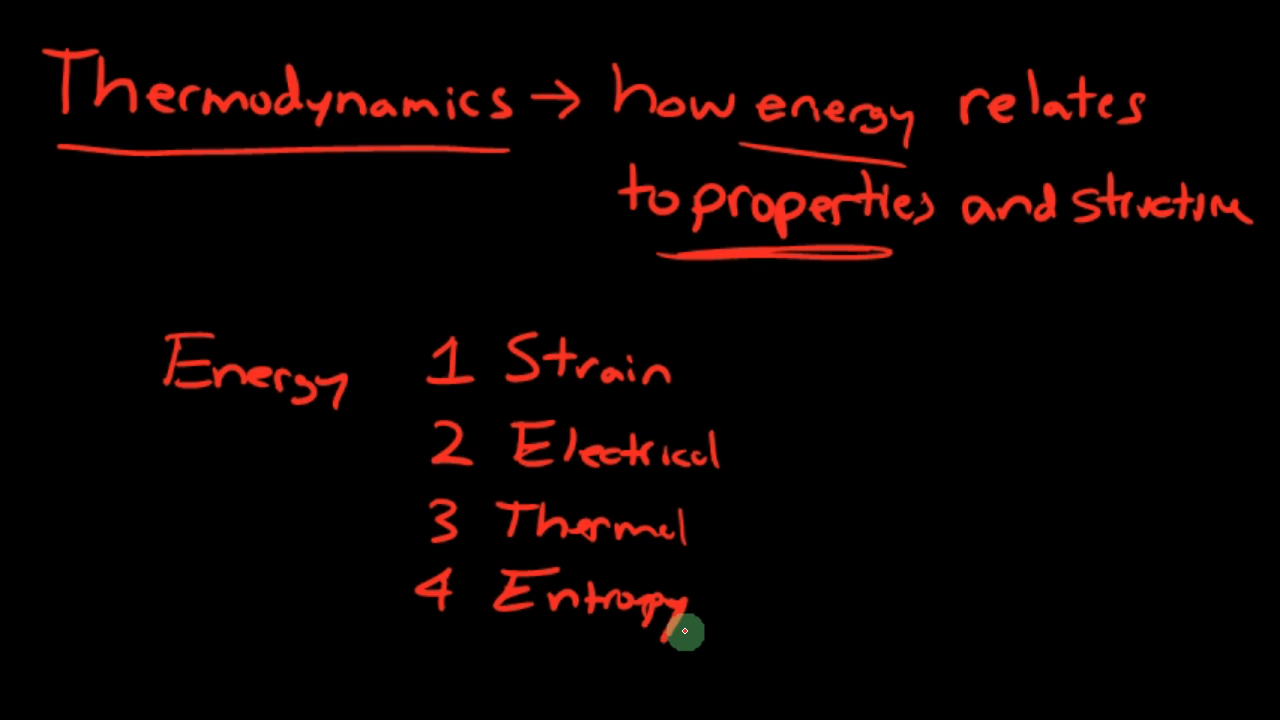 Thermodynamics → how energy relates
to properties and structure
Energy 1 Strain
2 Electrical
3 Thermal
4 Entropy